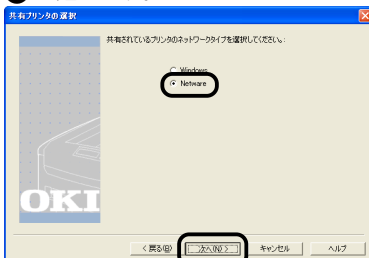 共有プリンタの選択
共有されているプリンタのネットワークタイプを選択してください。:
Windows
Netware
OKI
< 戻る(B)
次へ(N) >
キャンセル
ヘルプ